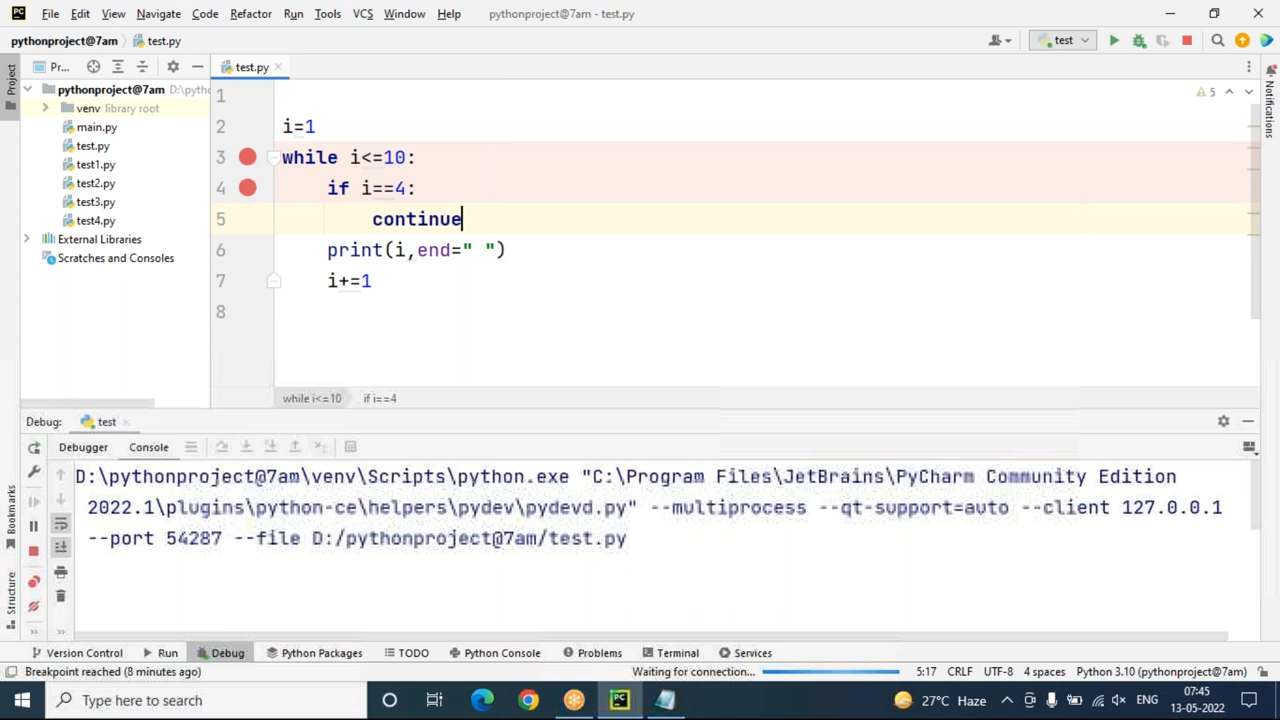 PC File Edit View Navigate Code Refactor Run Tools VCS Window Help pythonproject@7am - test.py
pythonproject@7am test.py test
Project
Pr...
test.py
pythonproject@7am D:\pytho
venv library root
main.py
test.py
test1.py
test2.py
test3.py
test4.py
External Libraries
Scratches and Consoles
5
Notifications
1
2 i=1
3 while i<=10:
4 if i==4:
5 continue
6 print(i,end=" ")
7 i+=1
8
while i<=10 if i==4
Debug: test
Debugger Console
D:\pythonproject@7am\venv\Scripts\python.exe "C:\Program Files\JetBrains\PyCharm Community Edition
2022.1\plugins\python-ce\helpers\pydev\pydevd.py" --multiprocess --qt-support=auto --client 127.0.0.1
--port 54287 --file D:/pythonproject@7am/test.py
Bookmarks
Structure
Version Control Run Debug Python Packages TODO Python Console Problems Terminal Services
Breakpoint reached (8 minutes ago) Waiting for connection... 5:17 CRLF UTF-8 4 spaces Python 3.10 (pythonproject@7am)
Type here to search
PC
27°C Haze
ENG
07:45
13-05-2022